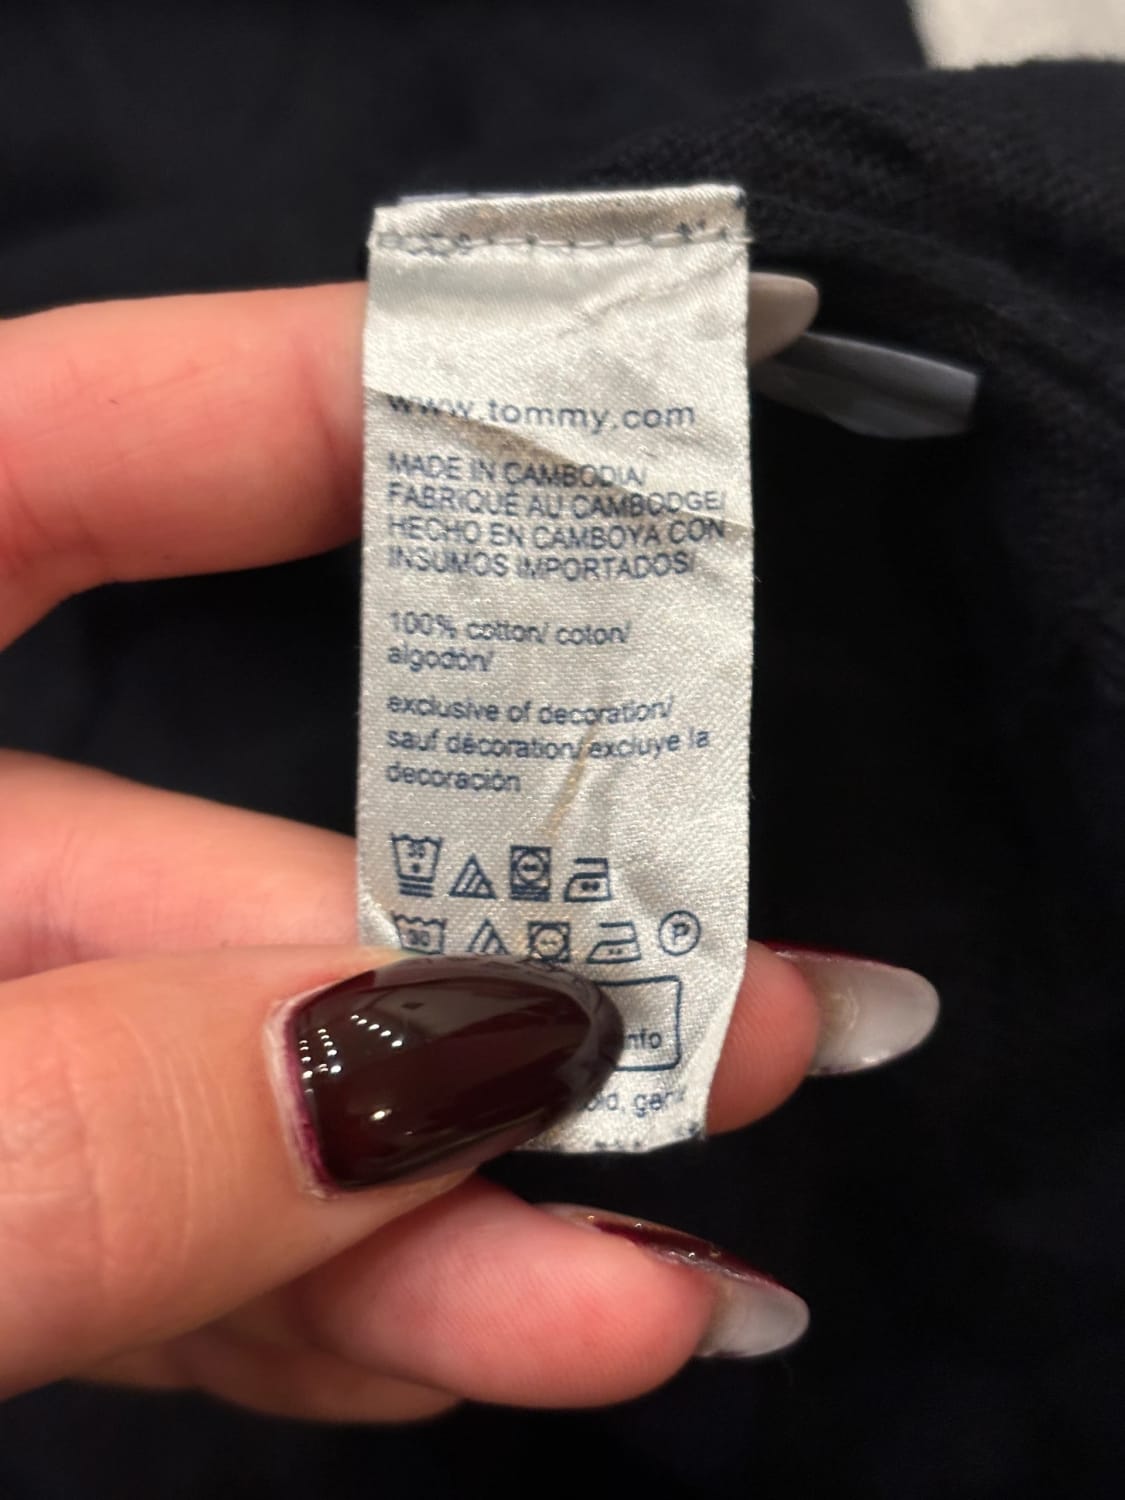 www.tommy.com
MADE IN CAMBODIA/
FABRIQUÉ AU CAMBODGE/
HECHO EN CAMBOYA CON
INSUMOS IMPORTADOS/
100% cotton/ coton/
algodón/
exclusive of decoration/
sauf décoration/ excluye la
decoración
30
P